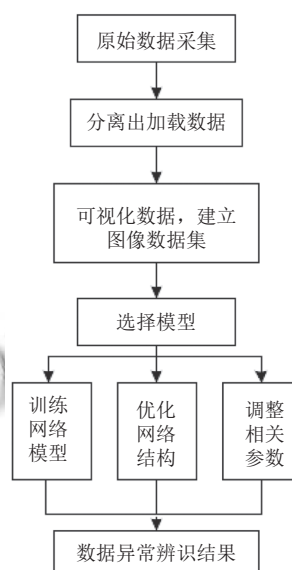 原始数据采集
分离出加载数据
可视化数据，建立
图像数据集
选择模型
训练
网络
模型
优化
网络
结构
调整
相关
参数
数据异常辨识结果